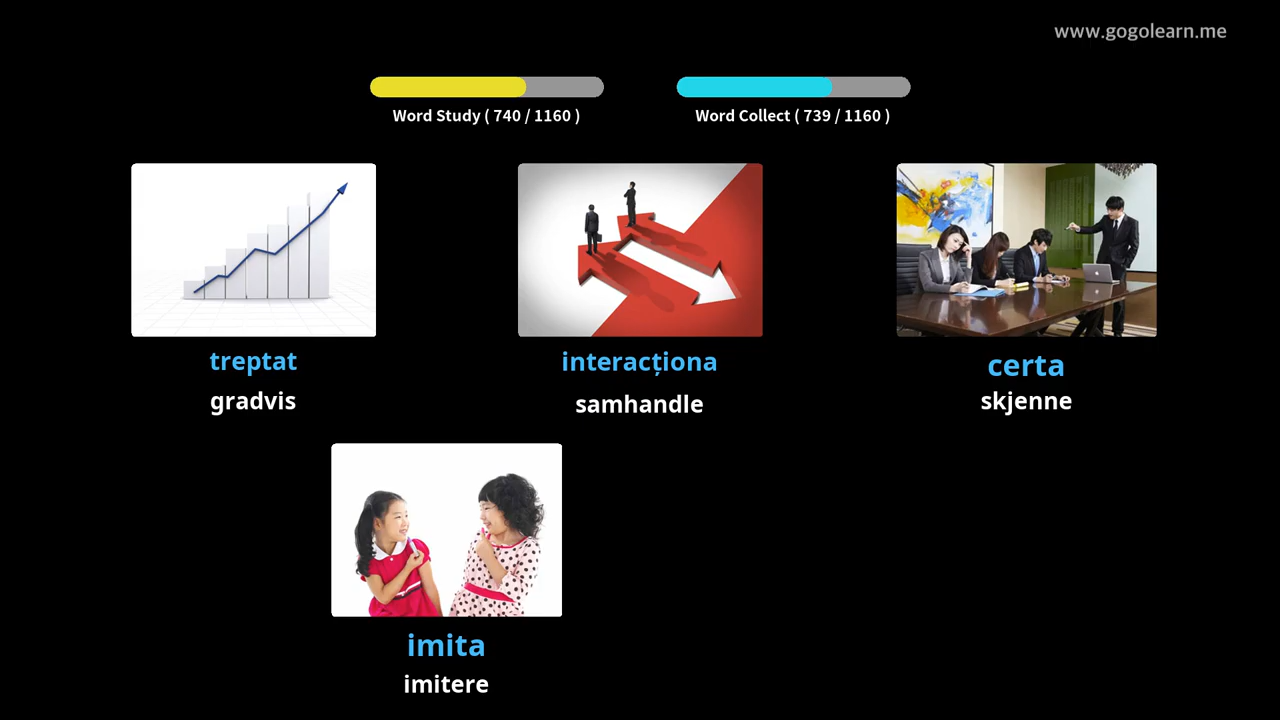 www.gogolearn.me
Word Study ( 740 / 1160 )
Word Collect ( 739 / 1160 )
treptat
gradvis
interacționa
samhandle
certa
skjenne
imita
imitere